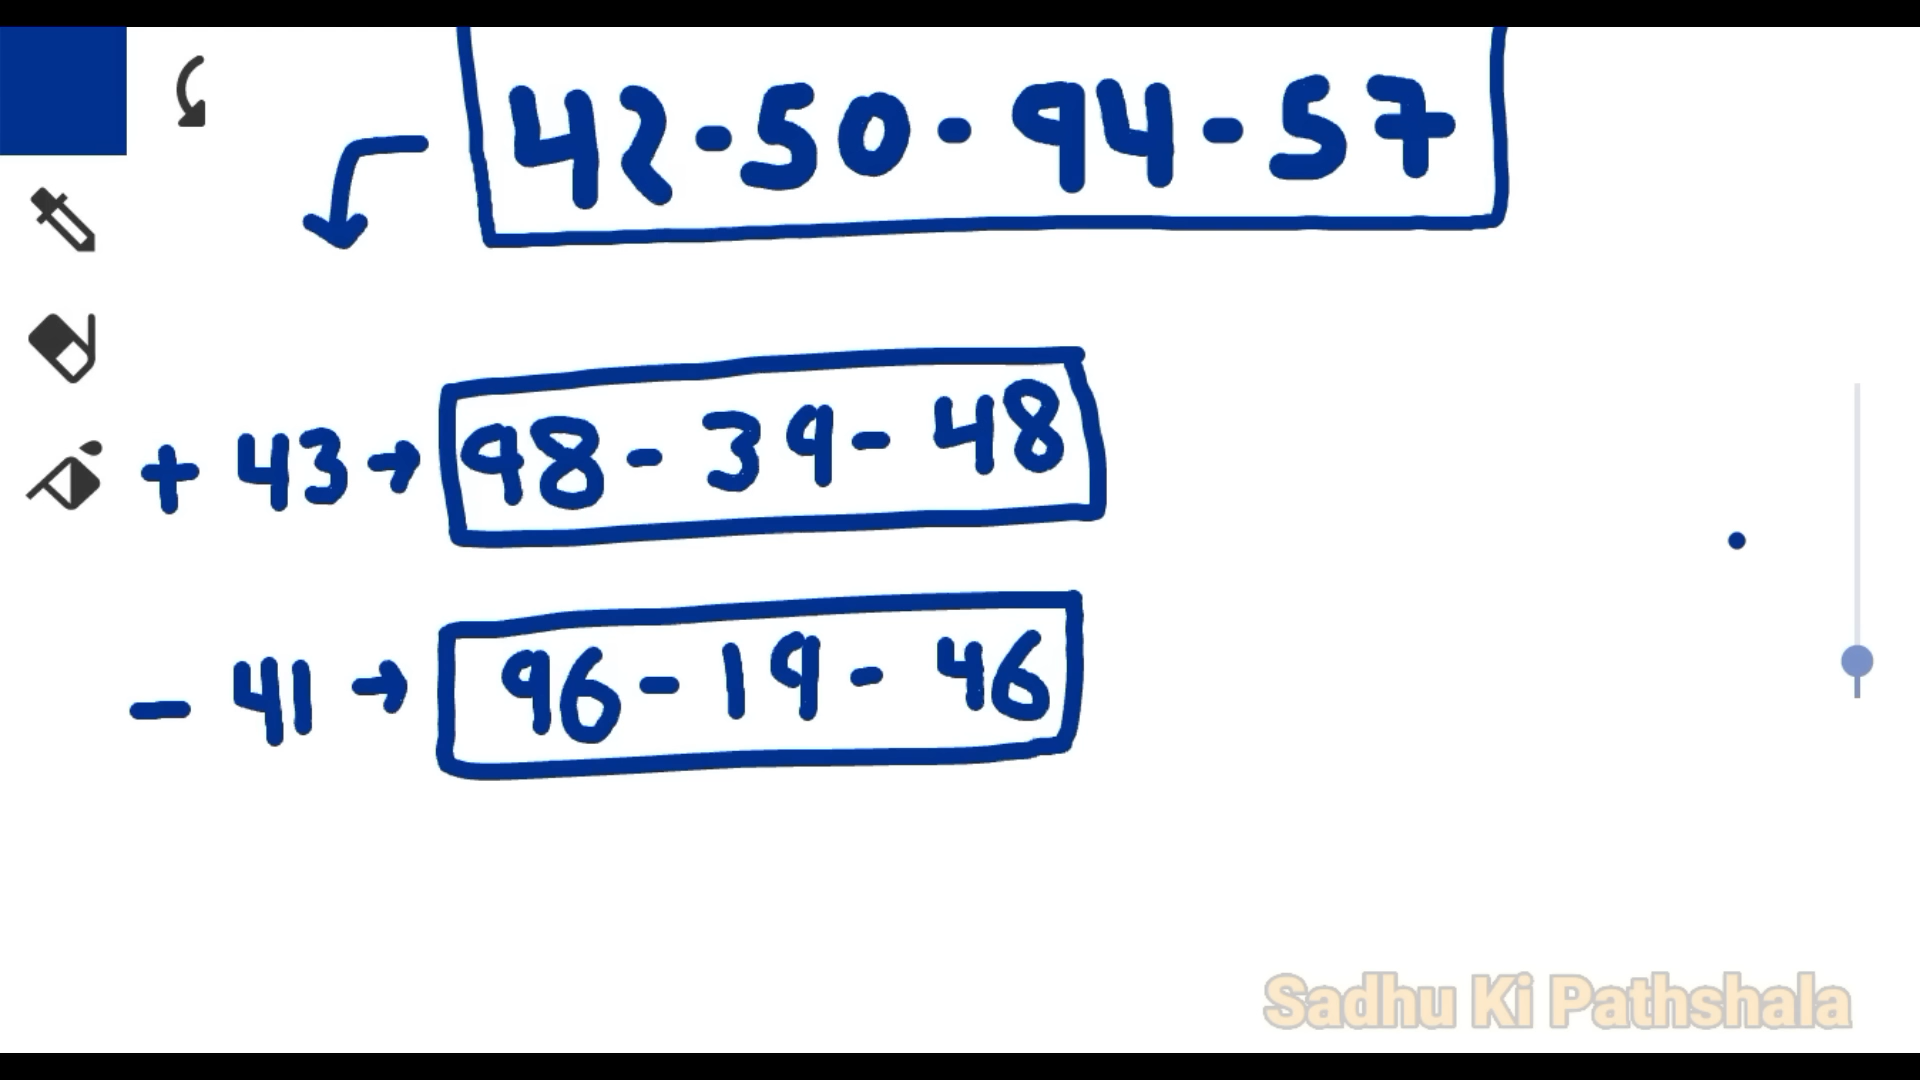 42-50-94-57
+ 43→ 98-39-48
- 41→ 96-19-46
Sadhu Ki Pathshala